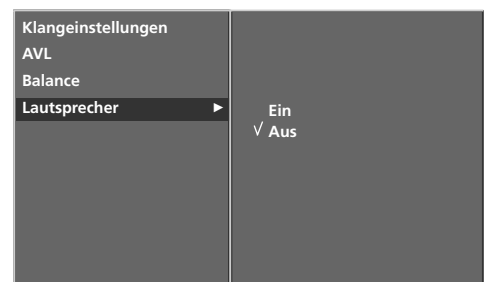 Klangeinstellungen
AVL
Balance
Lautsprecher ►
Ein
√ Aus